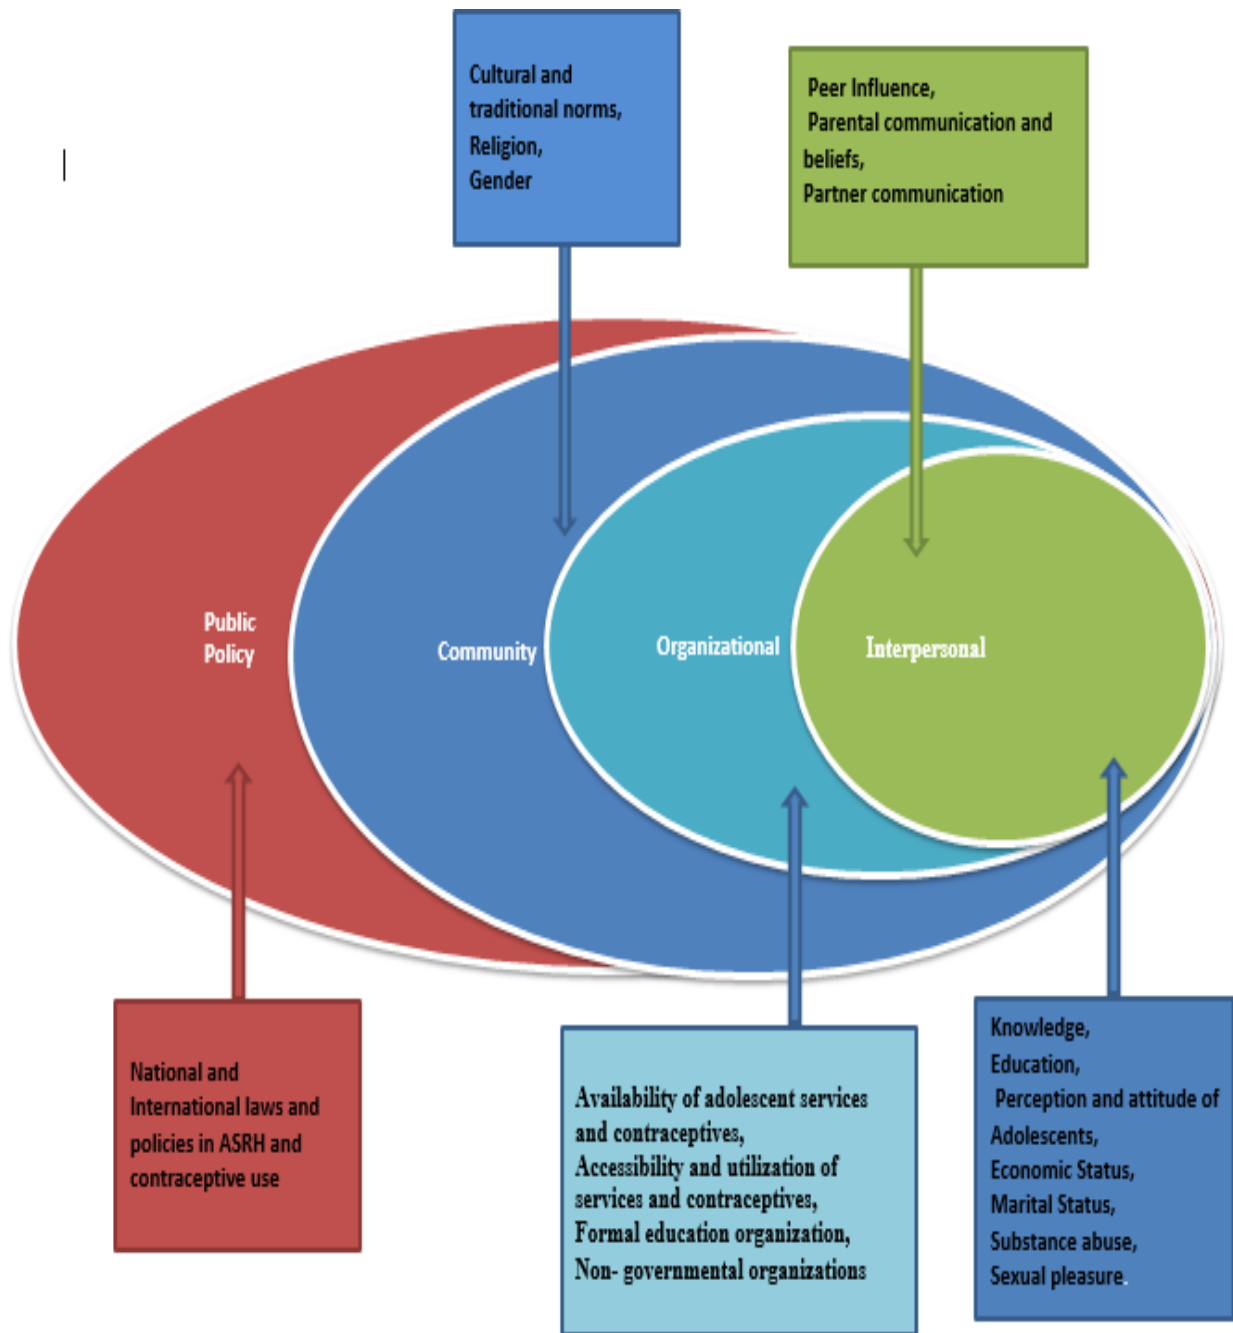 Cultural and
traditional norms,
Religion,
Gender
Peer Influence,
Parental communication and
beliefs,
Partner communication
Public
Policy
Community
Organizational
Interpersonal
National and
International laws and
policies in ASRH and
contraceptive use
Availability of adolescent services
and contraceptives,
Accessibility and utilization of
services and contraceptives,
Formal education organization,
Non- governmental organizations
Knowledge,
Education,
Perception and attitude of
Adolescents,
Economic Status,
Marital Status,
Substance abuse,
Sexual pleasure.